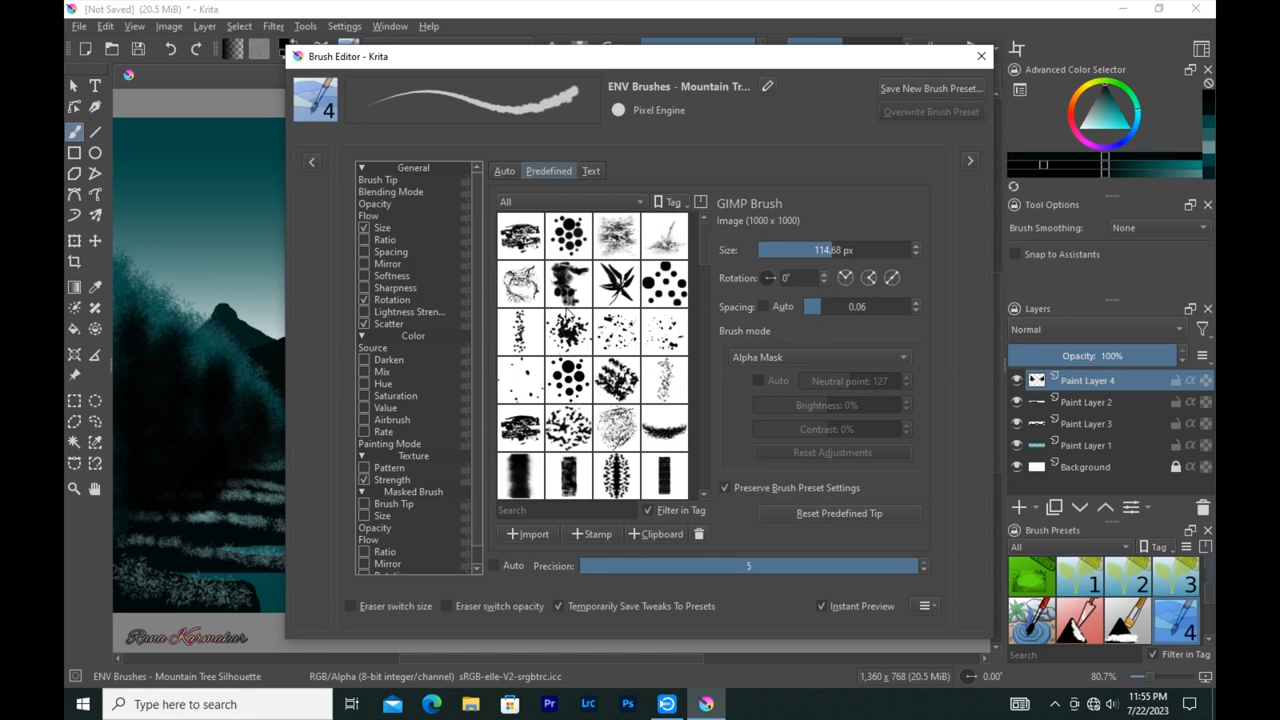 [Not Saved] (20.5 MiB) * - Krita
File Edit View Image Layer Select Filter Tools Settings Window Help
Brush Editor - Krita
4
ENV Brushes - Mountain Tr...
Pixel Engine
Save New Brush Preset...
Overwrite Brush Preset
General
Brush Tip
Blending Mode
Opacity
Flow
Size
Ratio
Spacing
Mirror
Softness
Sharpness
Rotation
Lightness Stren...
Scatter
Color
Source
Darken
Mix
Hue
Saturation
Value
Airbrush
Rate
Painting Mode
Texture
Pattern
Strength
Masked Brush
Brush Tip
Size
Opacity
Flow
Ratio
Mirror
Auto Predefined Text
All
Tag
Search
Filter in Tag
Import Stamp Clipboard
GIMP Brush
Image (1000 x 1000)
Size: 114.68 px
Rotation: 0°
Spacing: Auto 0.06
Brush mode
Alpha Mask
Auto Neutral point: 127
Brightness: 0%
Contrast: 0%
Reset Adjustments
Preserve Brush Preset Settings
Reset Predefined Tip
Auto Precision: 5
Eraser switch size Eraser switch opacity Temporarily Save Tweaks To Presets Instant Preview
Advanced Color Selector
Tool Options
Brush Smoothing: None
Snap to Assistants
Layers
Normal
Opacity: 100%
Paint Layer 4
Paint Layer 2
Paint Layer 3
Paint Layer 1
Background
Brush Presets
All Tag
1 2 3
4
Search Filter in Tag
Rana Karmakar
ENV Brushes - Mountain Tree Silhouette RGB/Alpha (8-bit integer/channel) sRGB-elle-V2-srgbtrc.icc 1,360 x 768 (20.5 MiB) 0.00° 80.7%
Type here to search
Pr Lrc Ps
11:55 PM
7/22/2023